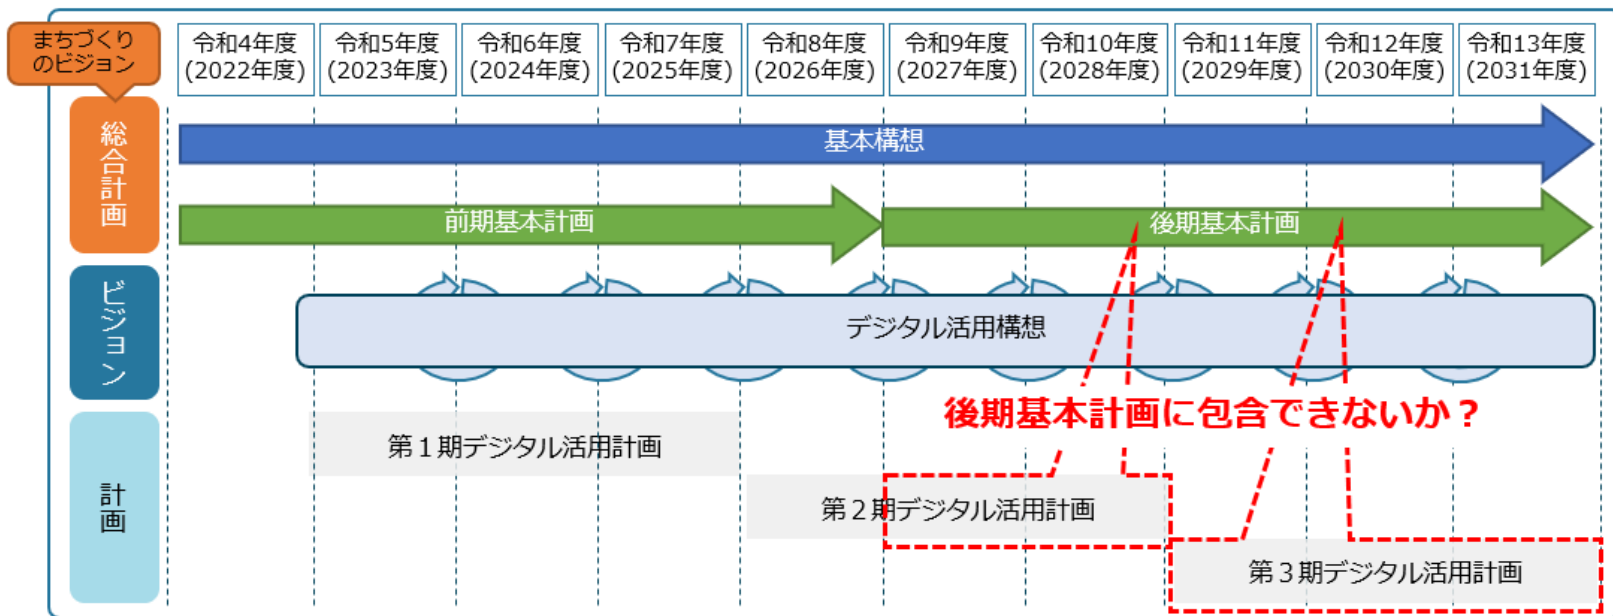 まちづくり
のビジョン
令和4年度
(2022年度)
令和5年度
(2023年度)
令和6年度
(2024年度)
令和7年度
(2025年度)
令和8年度
(2026年度)
令和9年度
(2027年度)
令和10年度
(2028年度)
令和11年度
(2029年度)
令和12年度
(2030年度)
令和13年度
(2031年度)
総合計画
基本構想
前期基本計画
後期基本計画
ビジョン
デジタル活用構想
後期基本計画に包含できないか？
計画
第１期デジタル活用計画
第２期デジタル活用計画
第３期デジタル活用計画